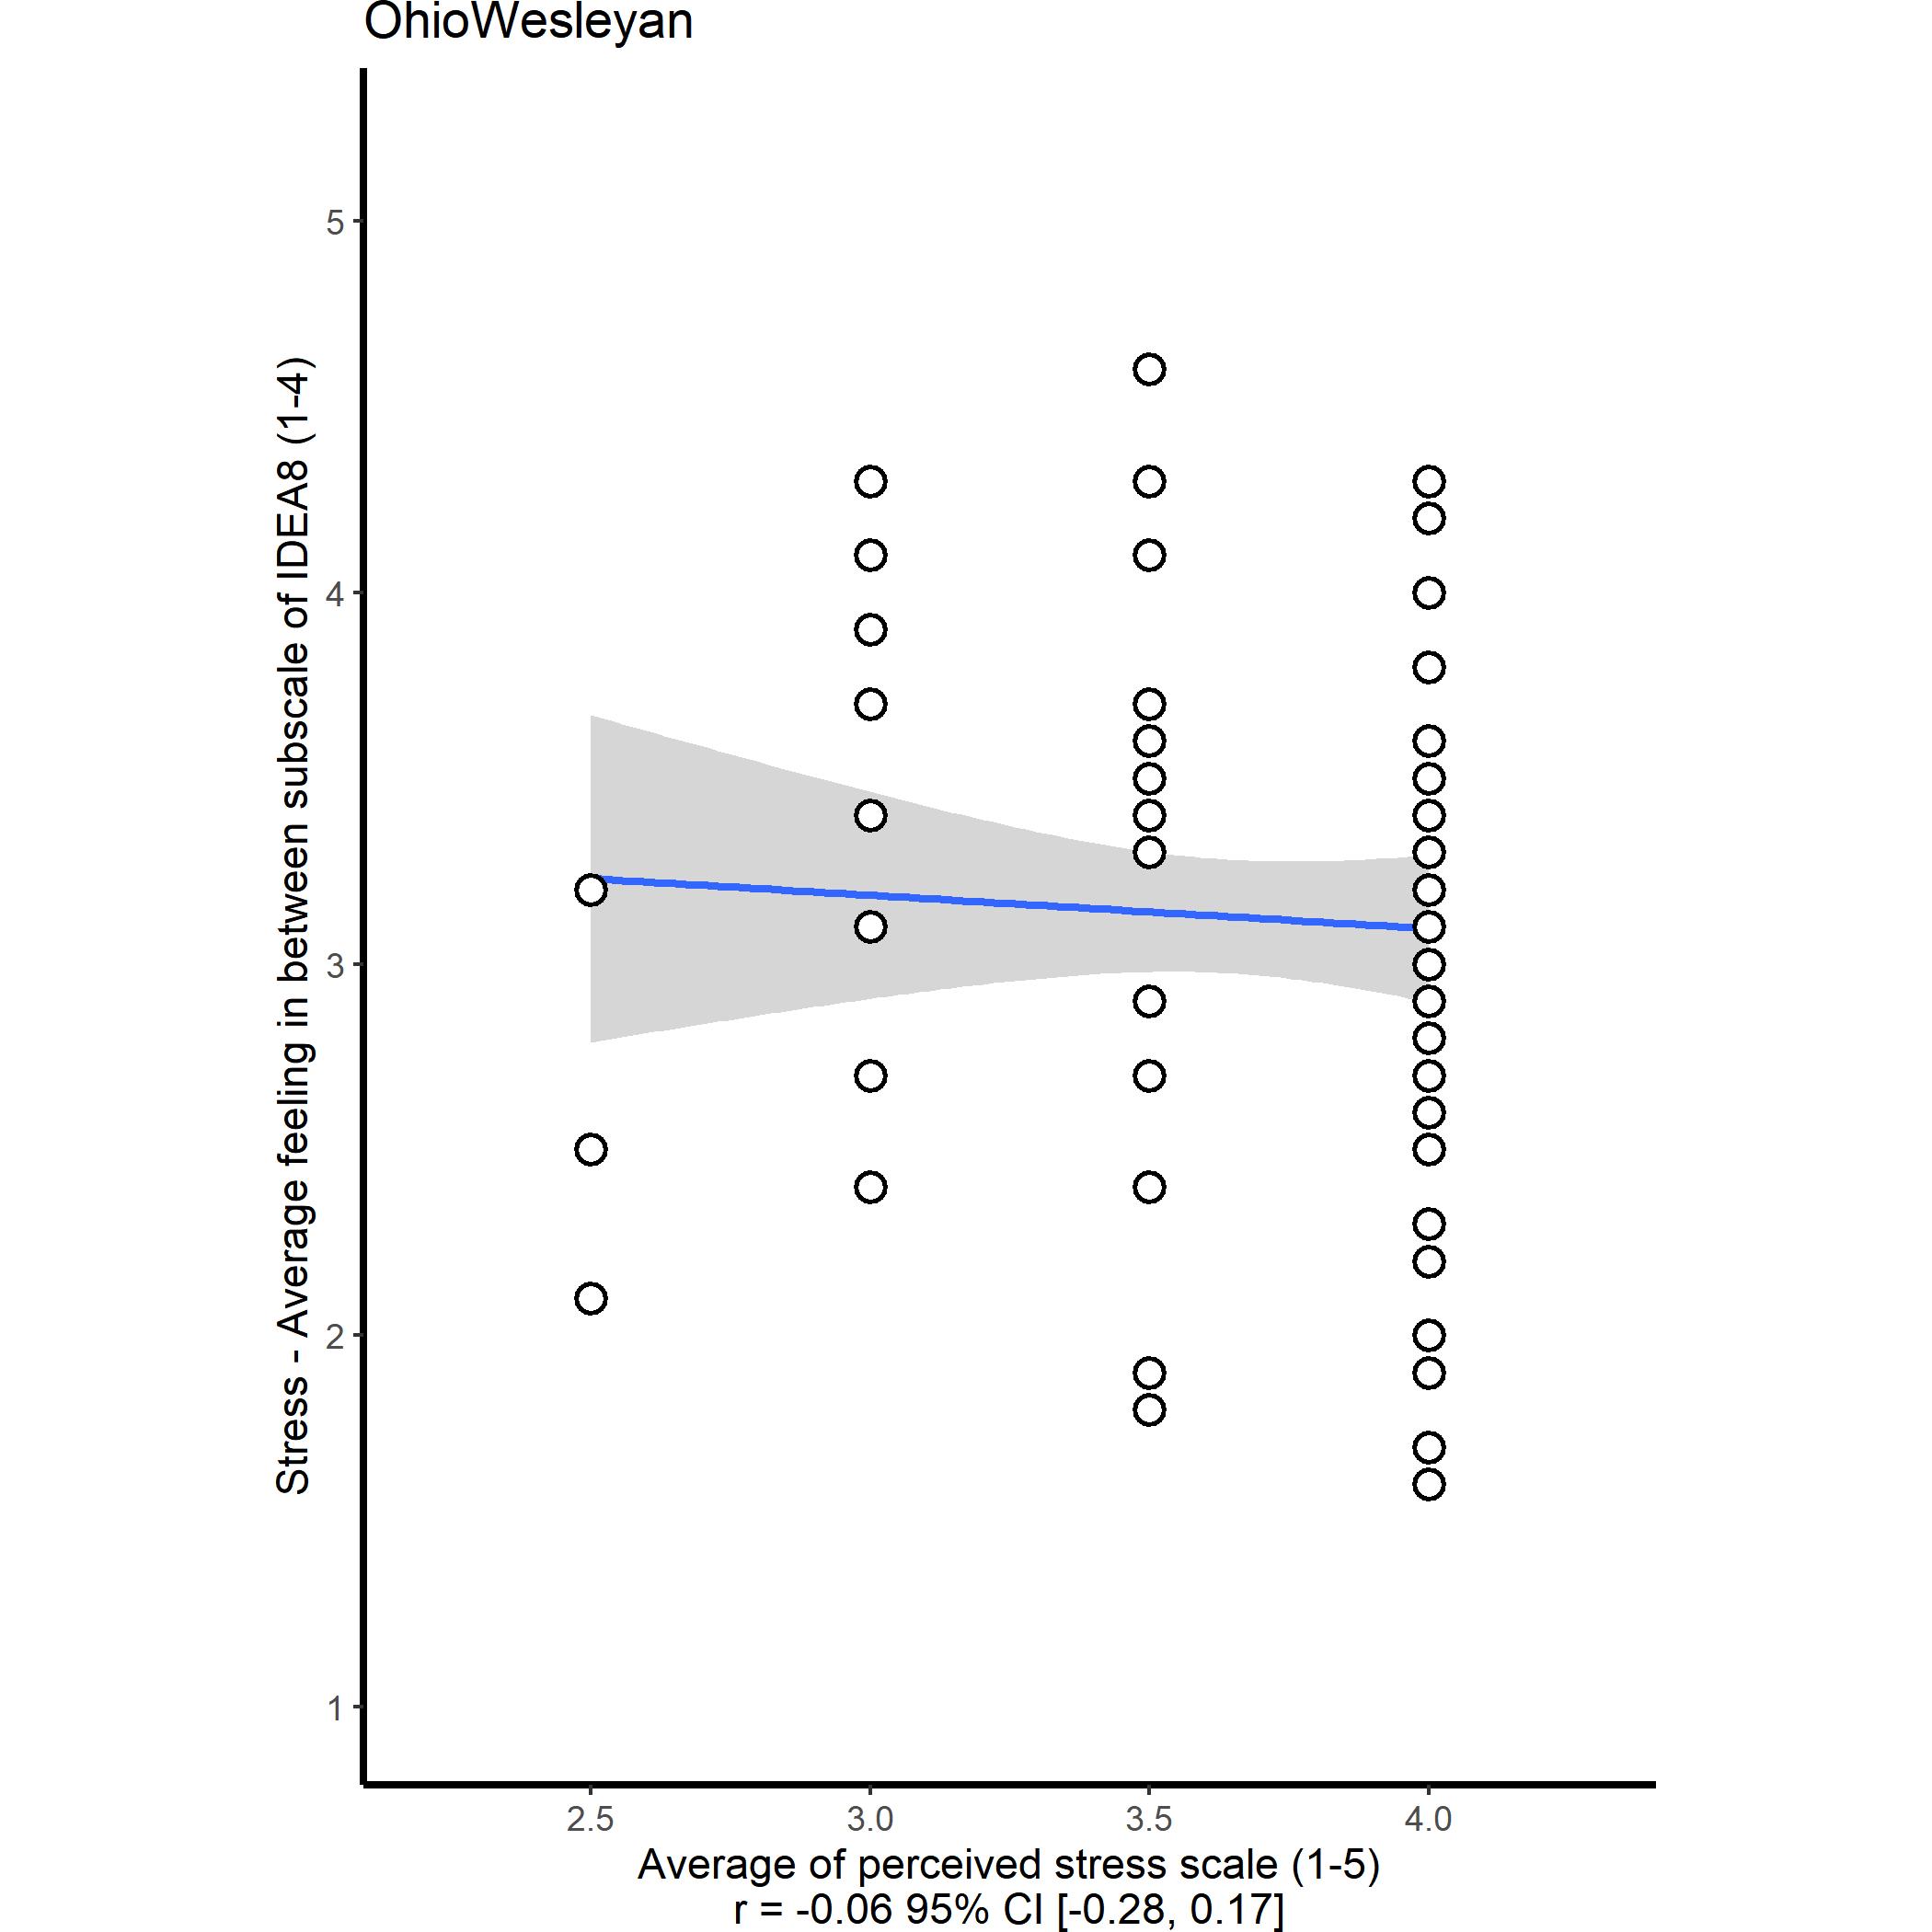 OhioWesleyan
Stress - Average feeling in between subscale of IDEA8 (1-4)
5
4
3
2
1
2.5 3.0 3.5 4.0
Average of perceived stress scale (1-5)
r = -0.06 95% CI [-0.28, 0.17]